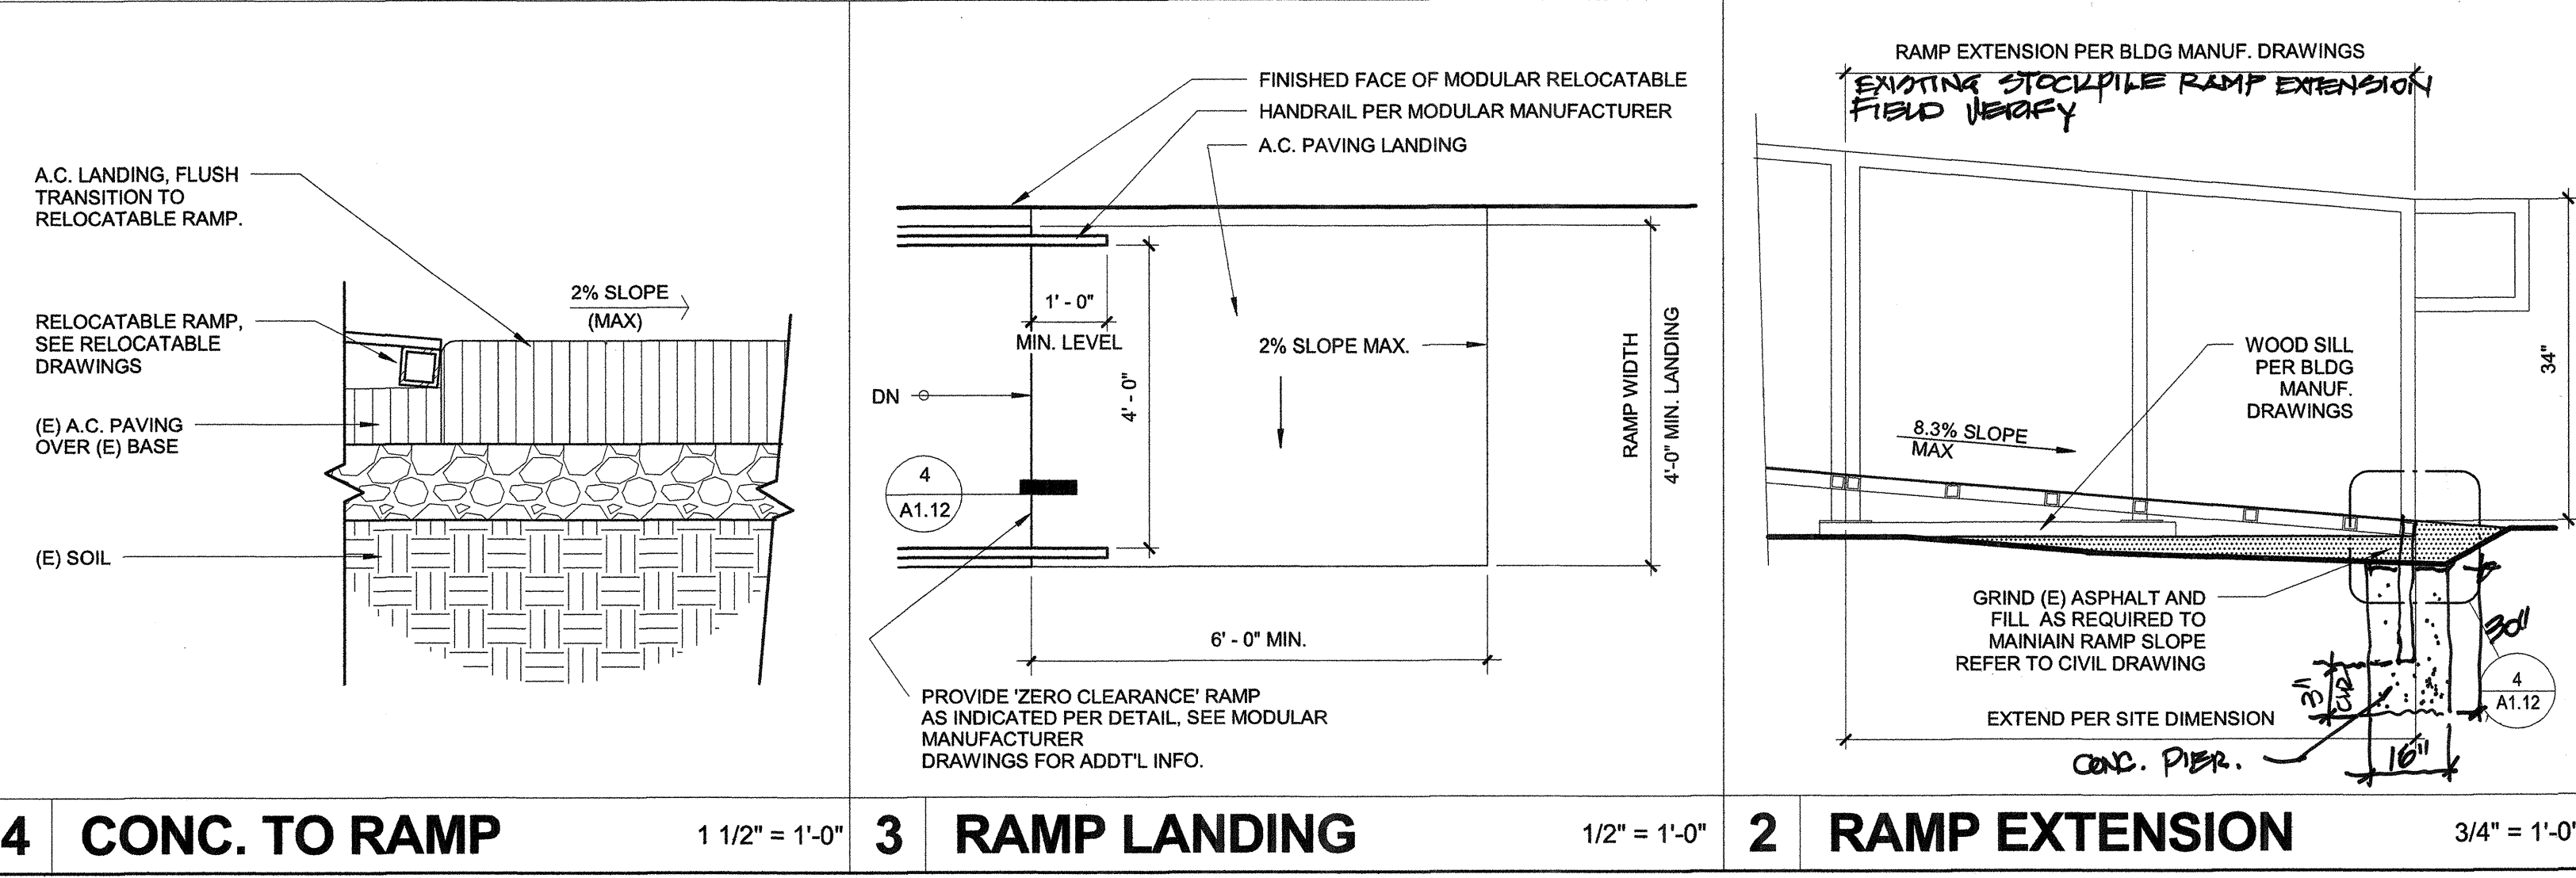 A.C. LANDING, FLUSH
TRANSITION TO
RELOCATABLE RAMP.
2% SLOPE
(MAX)
RELOCATABLE RAMP,
SEE RELOCATABLE
DRAWINGS
(E) A.C. PAVING
OVER (E) BASE
(E) SOIL
4 CONC. TO RAMP 1 1/2" = 1'-0"
FINISHED FACE OF MODULAR RELOCATABLE
HANDRAIL PER MODULAR MANUFACTURER
A.C. PAVING LANDING
1' - 0"
MIN. LEVEL
2% SLOPE MAX.
DN
4' - 0"
RAMP WIDTH
4'-0" MIN. LANDING
4
A1.12
6' - 0" MIN.
PROVIDE 'ZERO CLEARANCE' RAMP
AS INDICATED PER DETAIL, SEE MODULAR
MANUFACTURER
DRAWINGS FOR ADDT'L INFO.
3 RAMP LANDING 1/2" = 1'-0"
RAMP EXTENSION PER BLDG MANUF. DRAWINGS
EXISTING STOCKPILE RAMP EXTENSION
FIELD VERIFY
WOOD SILL
PER BLDG
MANUF.
DRAWINGS
34"
8.3% SLOPE
MAX
GRIND (E) ASPHALT AND
FILL AS REQUIRED TO
MAINIAIN RAMP SLOPE
REFER TO CIVIL DRAWING
30"
3"
CLR
4
A1.12
EXTEND PER SITE DIMENSION
CONC. PIER.
16"
2 RAMP EXTENSION 3/4" = 1'-0"